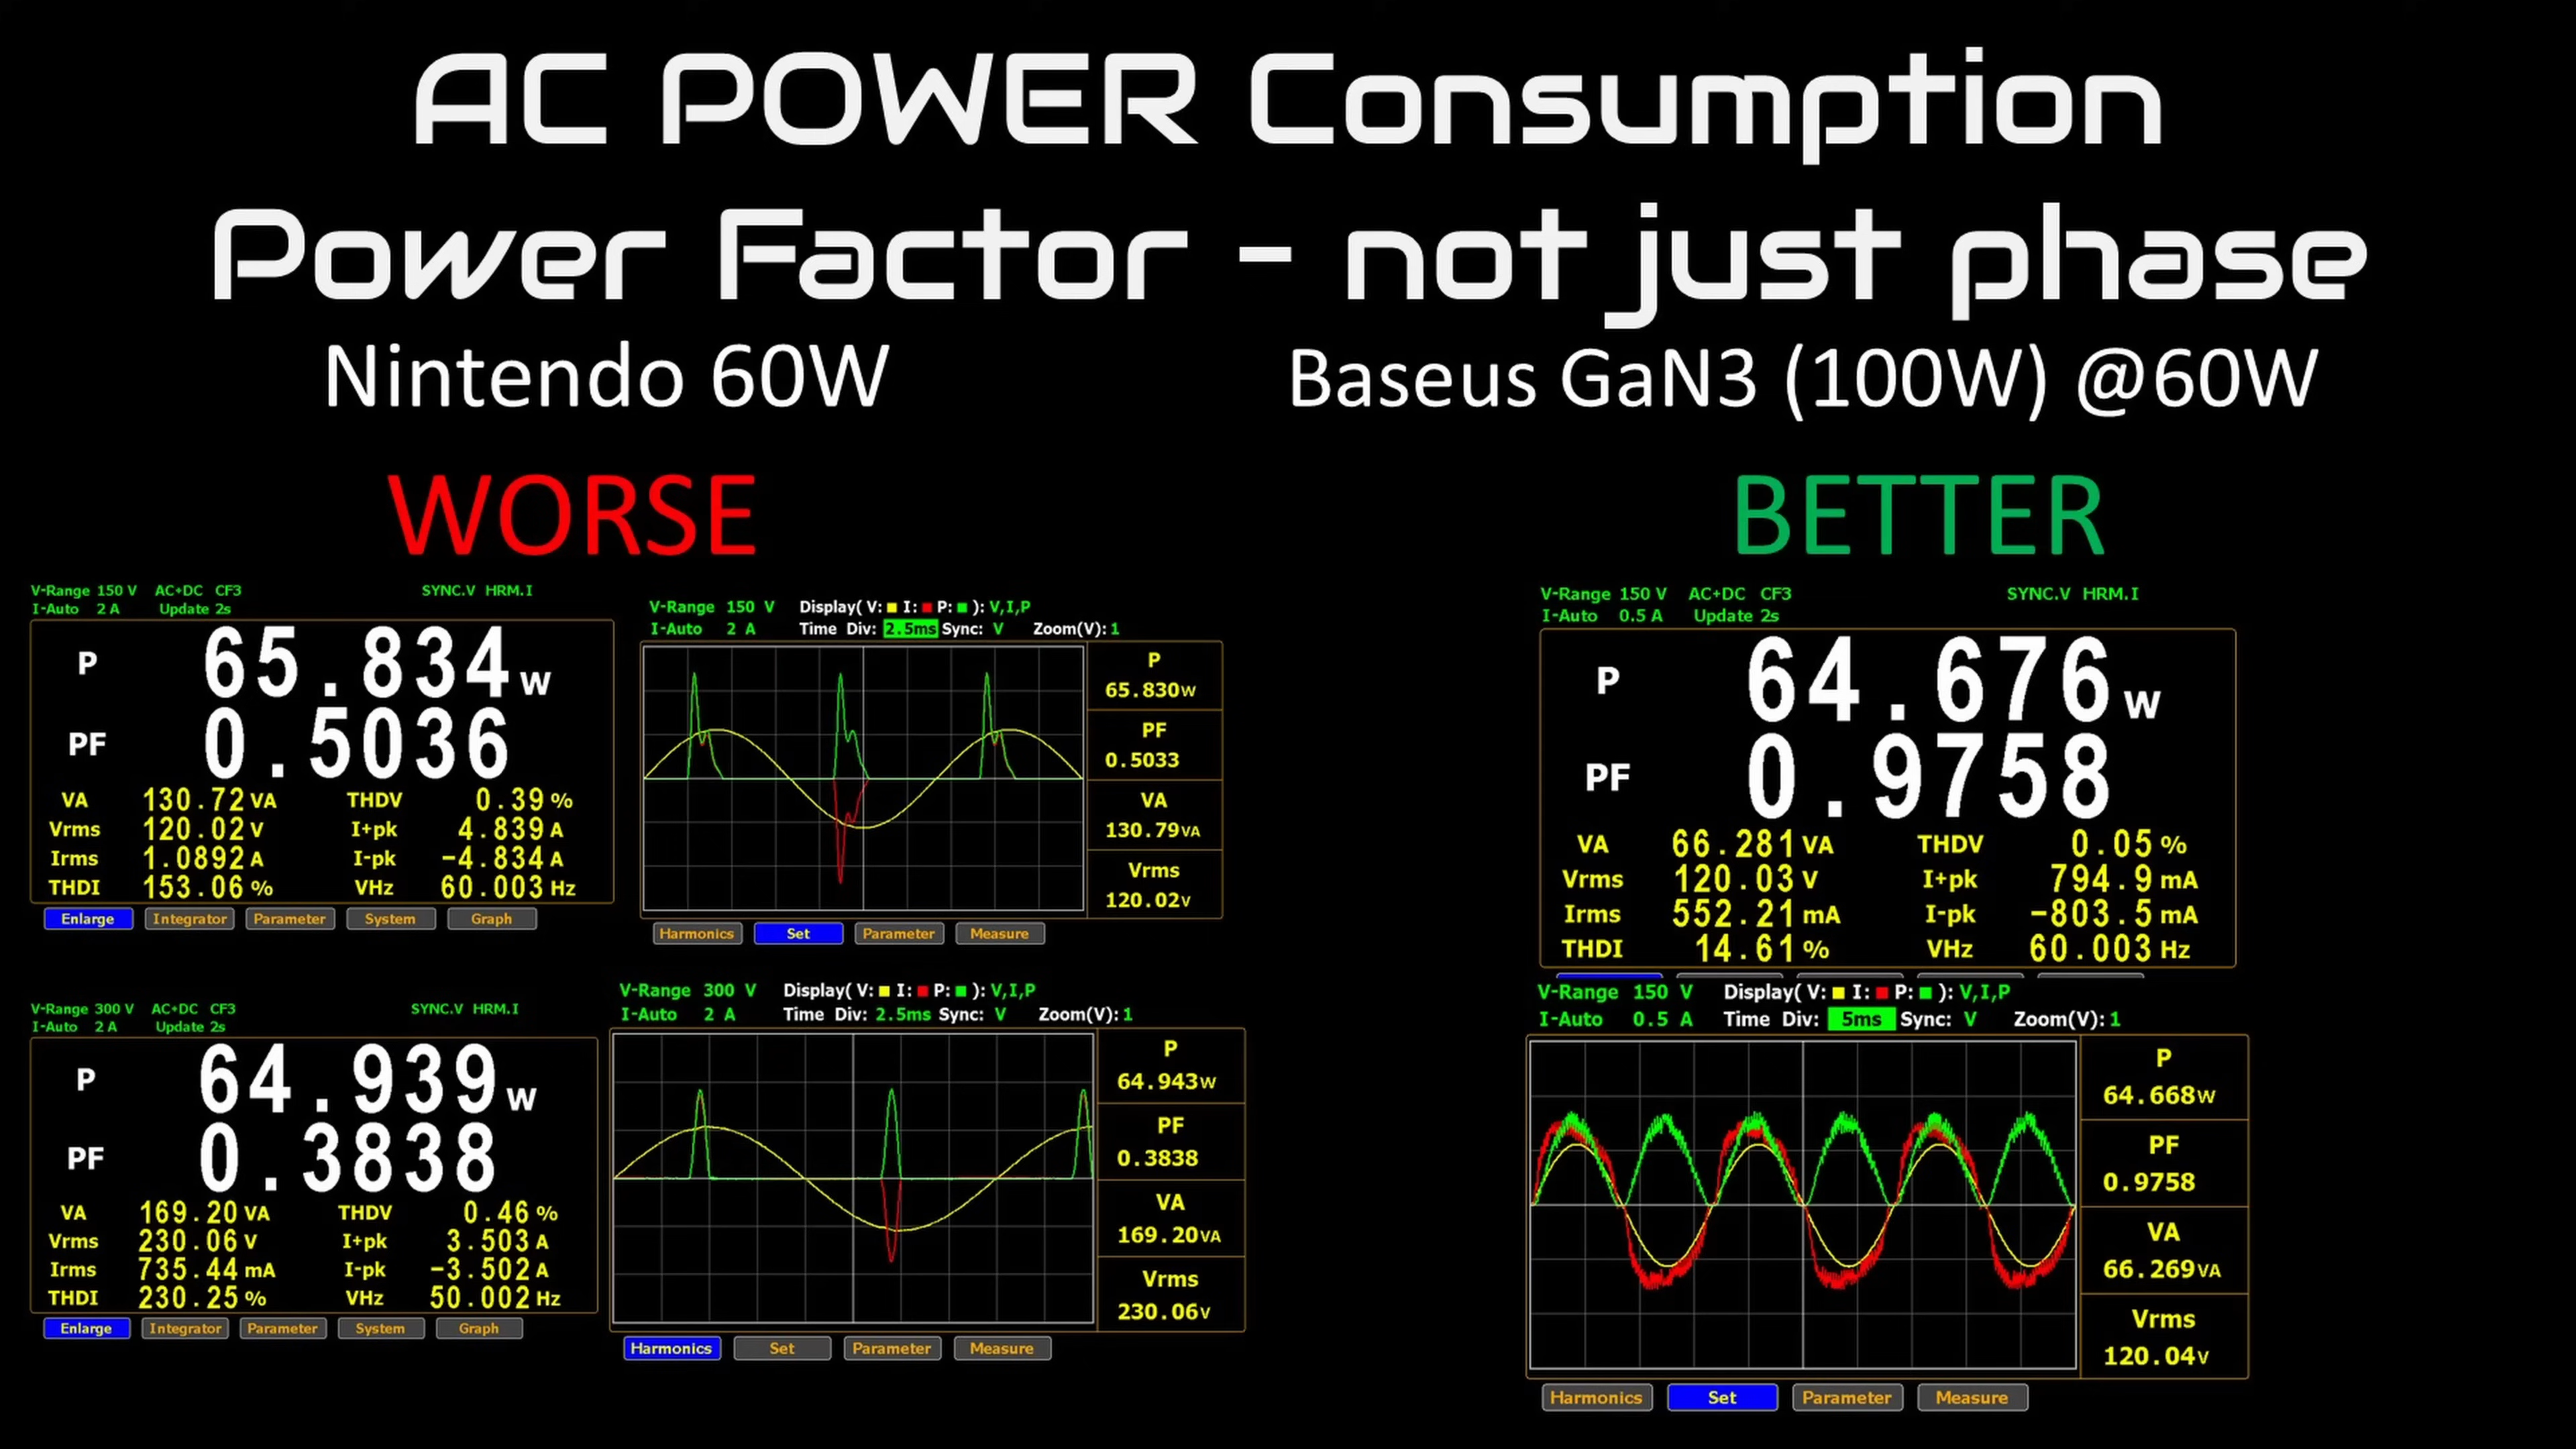 AC POWER Consumption
Power Factor - not just phase
Nintendo 60W
Baseus GaN3 (100W) @60W
WORSE
BETTER
V-Range 150 V AC+DC CF3 SYNC.V HRM.I
I-Auto 2 A Update 2s
P 65.834 W
PF 0.5036
VA 130.72 VA THDV 0.39 %
Vrms 120.02 V I+pk 4.839 A
Irms 1.0892 A I-pk -4.834 A
THDI 153.06 % VHz 60.003 Hz
Enlarge Integrator Parameter System Graph
V-Range 150 V Display( V: I: P: ): V,I,P
I-Auto 2 A Time Div: 2.5ms Sync: V Zoom(V): 1
P
65.830W
PF
0.5033
VA
130.79VA
Vrms
120.02V
Harmonics Set Parameter Measure
V-Range 150 V AC+DC CF3 SYNC.V HRM.I
I-Auto 0.5 A Update 2s
P 64.676 W
PF 0.9758
VA 66.281 VA THDV 0.05 %
Vrms 120.03 V I+pk 794.9 mA
Irms 552.21 mA I-pk -803.5 mA
THDI 14.61 % VHz 60.003 Hz
V-Range 300 V AC+DC CF3 SYNC.V HRM.I
I-Auto 2 A Update 2s
P 64.939 W
PF 0.3838
VA 169.20 VA THDV 0.46 %
Vrms 230.06 V I+pk 3.503 A
Irms 735.44 mA I-pk -3.502 A
THDI 230.25 % VHz 50.002 Hz
Enlarge Integrator Parameter System Graph
V-Range 300 V Display( V: I: P: ): V,I,P
I-Auto 2 A Time Div: 2.5ms Sync: V Zoom(V): 1
P
64.943W
PF
0.3838
VA
169.20VA
Vrms
230.06V
Harmonics Set Parameter Measure
V-Range 150 V Display( V: I: P: ): V,I,P
I-Auto 0.5 A Time Div: 5ms Sync: V Zoom(V): 1
P
64.668W
PF
0.9758
VA
66.269VA
Vrms
120.04V
Harmonics Set Parameter Measure